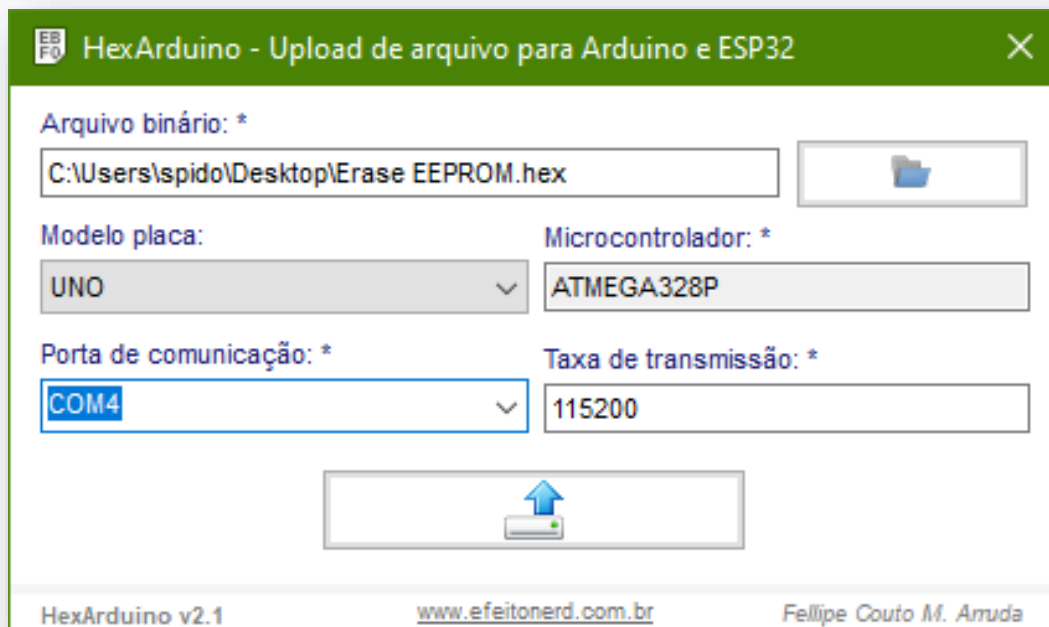 EB
FO
HexArduino - Upload de arquivo para Arduino e ESP32
Arquivo binário: *
C:\Users\spido\Desktop\Erase EEPROM.hex
Modelo placa:
Microcontrolador: *
UNO
ATMEGA328P
Porta de comunicação: *
Taxa de transmissão: *
COM4
115200
HexArduino v2.1
www.efeitonerd.com.br
Fellipe Couto M. Arruda